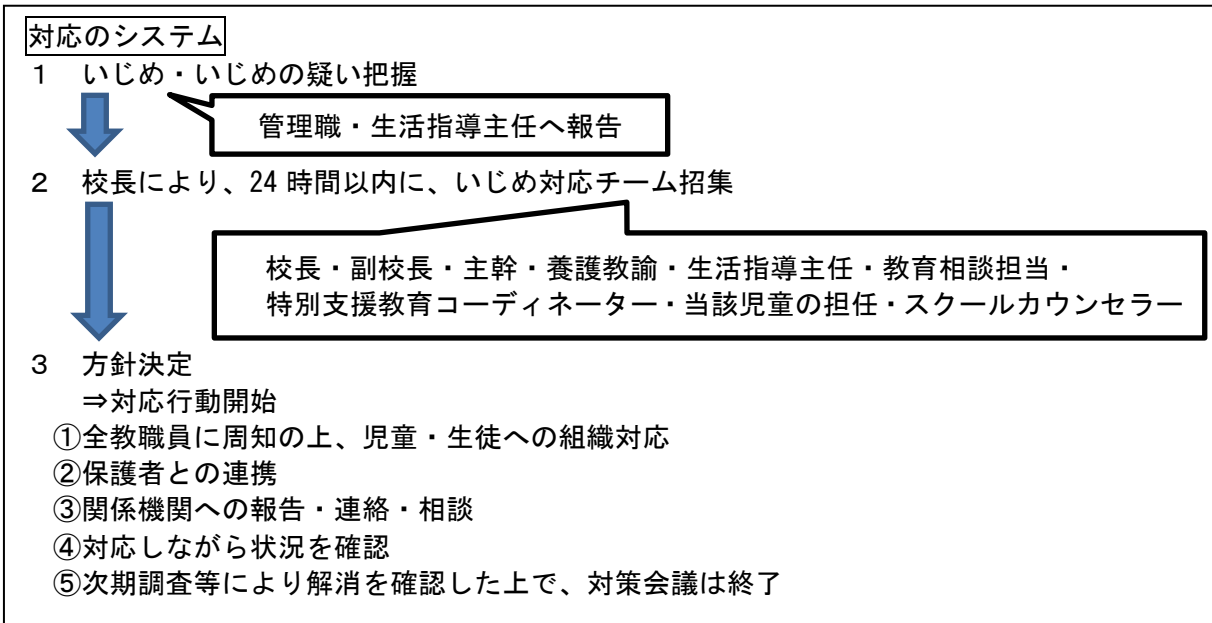 対応のシステム
１　いじめ・いじめの疑い把握
管理職・生活指導主任へ報告
２　校長により、24時間以内に、いじめ対応チーム招集
校長・副校長・主幹・養護教諭・生活指導主任・教育相談担当・
特別支援教育コーディネーター・当該児童の担任・スクールカウンセラー
３　方針決定
⇒対応行動開始
①全教職員に周知の上、児童・生徒への組織対応
②保護者との連携
③関係機関への報告・連絡・相談
④対応しながら状況を確認
⑤次期調査等により解消を確認した上で、対策会議は終了